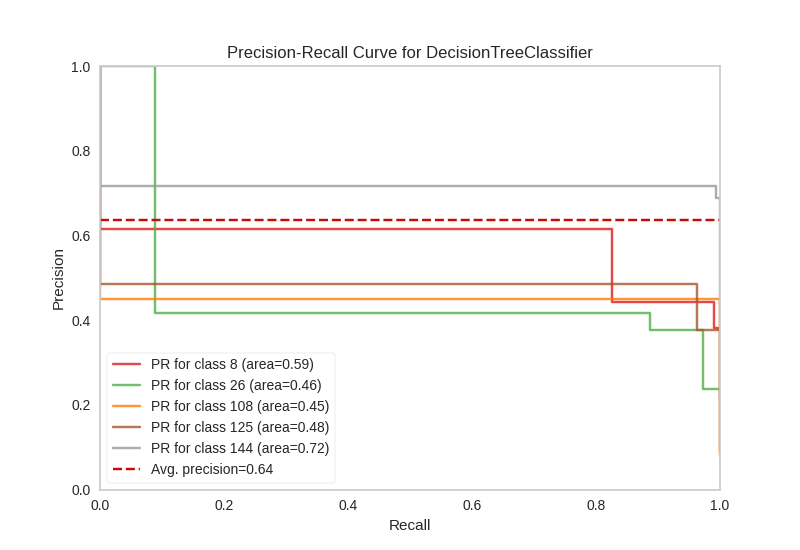 Precision-Recall Curve for DecisionTreeClassifier
1.0
0.8
0.6
0.4
0.2
0.0
Precision
PR for class 8 (area=0.59)
PR for class 26 (area=0.46)
PR for class 108 (area=0.45)
PR for class 125 (area=0.48)
PR for class 144 (area=0.72)
Avg. precision=0.64
0.0 0.2 0.4 0.6 0.8 1.0
Recall